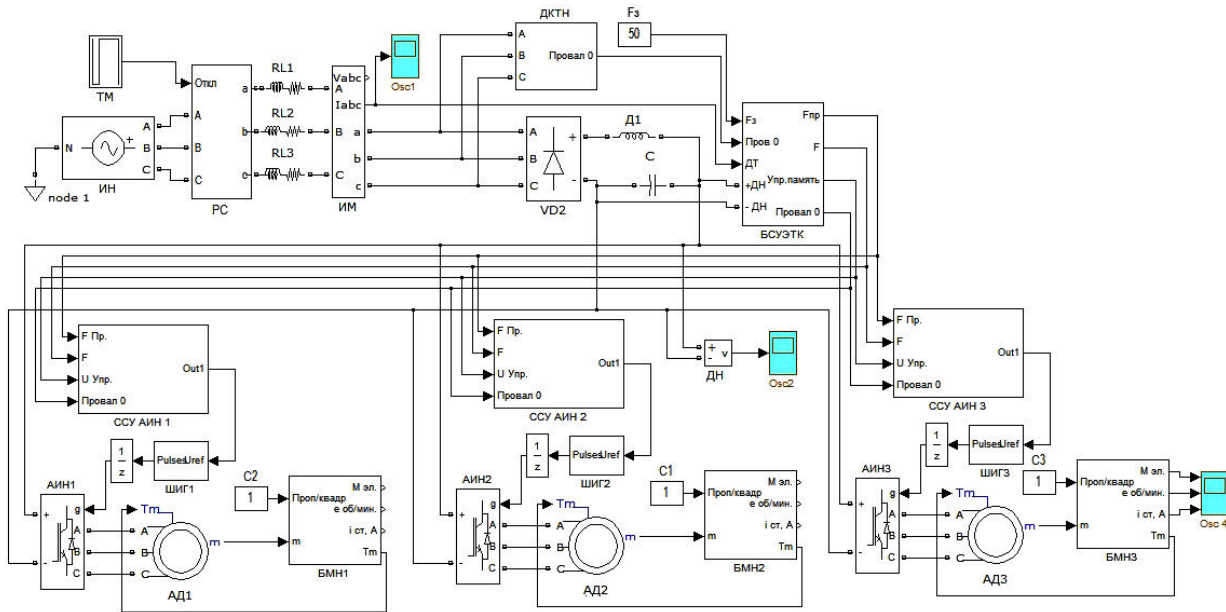 ДКТН
Fз
50
A
B
C
Провал 0
ТМ
Откл
RL1
RL2
RL3
Osc1
Vabc
A
Iabc
B
a
b
C
c
A
B
C
a
b
c
N
+
A
B
C
node 1
ИН
РС
ИМ
A
B
C
+
-
VD2
Д1
C
Fз
Пров 0
ДТ
+ДН
- ДН
Fпр
F
Упр.память
Провал 0
БСУЭТК
F Пр.
F
U Упр.
Провал 0
Out1
ССУ АИН 1
F Пр.
F
U Упр.
Провал 0
Out1
ССУ АИН 2
+
-
v
ДН
Osc2
F Пр.
F
U Упр.
Провал 0
Out1
ССУ АИН 3
1
z
Pulses
Uref
ШИГ1
C2
1
АИН1
+
-
g
A
B
C
Tm
A
B
C
m
АД1
Проп/квадр
m
М эл.
е об/мин.
i ст, А
Tm
БМН1
1
z
Pulses
Uref
ШИГ2
C1
1
АИН2
+
-
g
A
B
C
Tm
A
B
C
m
АД2
Проп/квадр
m
М эл.
е об/мин.
i ст, А
Tm
БМН2
1
z
Pulses
Uref
ШИГ3
C3
1
АИН3
+
-
g
A
B
C
Tm
A
B
C
m
АД3
Проп/квадр
m
М эл.
е об/мин.
i ст, А
Tm
БМН3
Osc 4